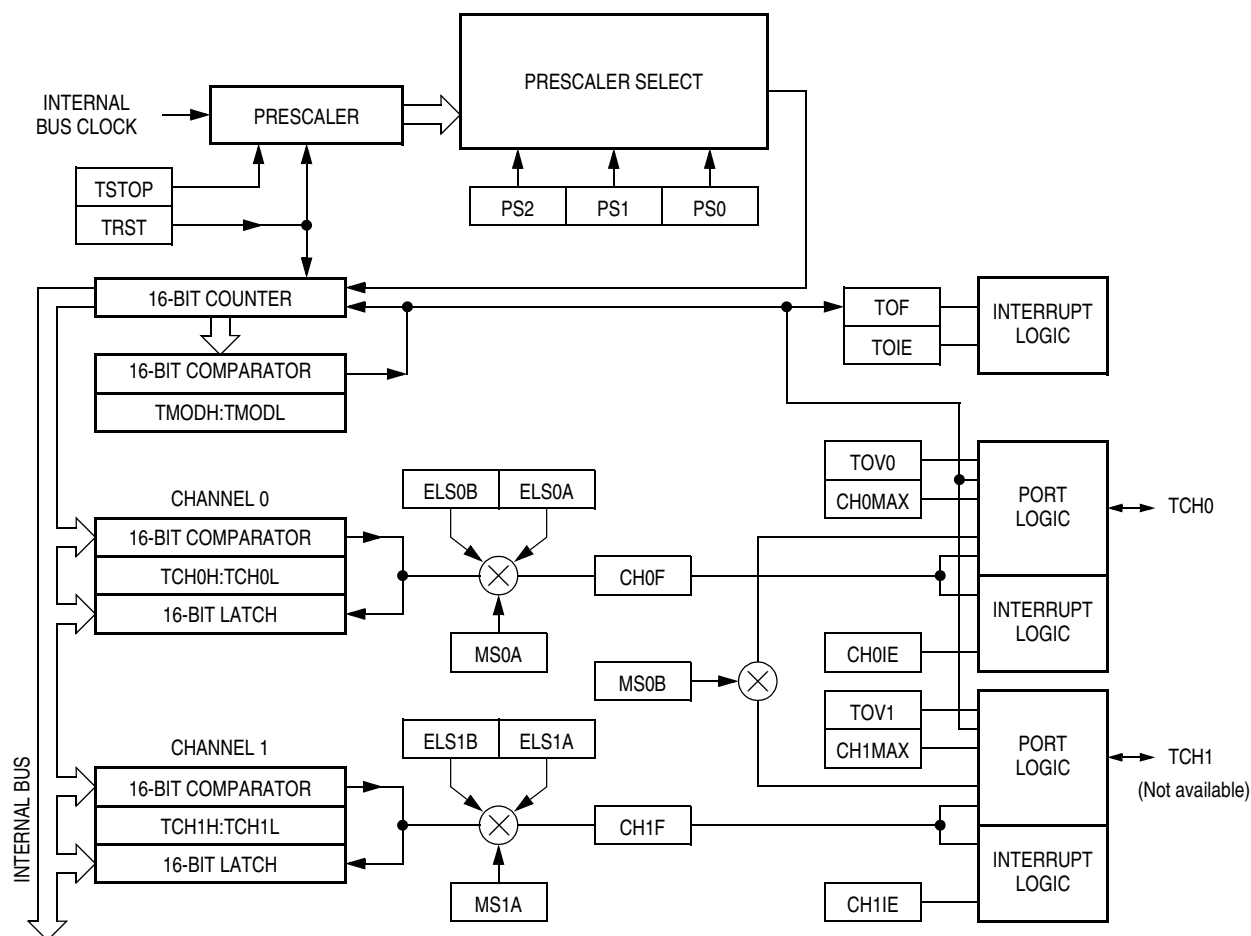 PRESCALER SELECT
INTERNAL
BUS CLOCK
PRESCALER
TSTOP
TRST
PS2
PS1
PS0
16-BIT COUNTER
16-BIT COMPARATOR
TMODH:TMODL
TOF
TOIE
INTERRUPT
LOGIC
CHANNEL 0
16-BIT COMPARATOR
TCH0H:TCH0L
16-BIT LATCH
ELS0B
ELS0A
MS0A
CH0F
TOV0
CH0MAX
PORT
LOGIC
TCH0
INTERRUPT
LOGIC
CH0IE
MS0B
CHANNEL 1
16-BIT COMPARATOR
TCH1H:TCH1L
16-BIT LATCH
ELS1B
ELS1A
MS1A
CH1F
TOV1
CH1MAX
PORT
LOGIC
TCH1
(Not available)
INTERRUPT
LOGIC
CH1IE
INTERNAL BUS